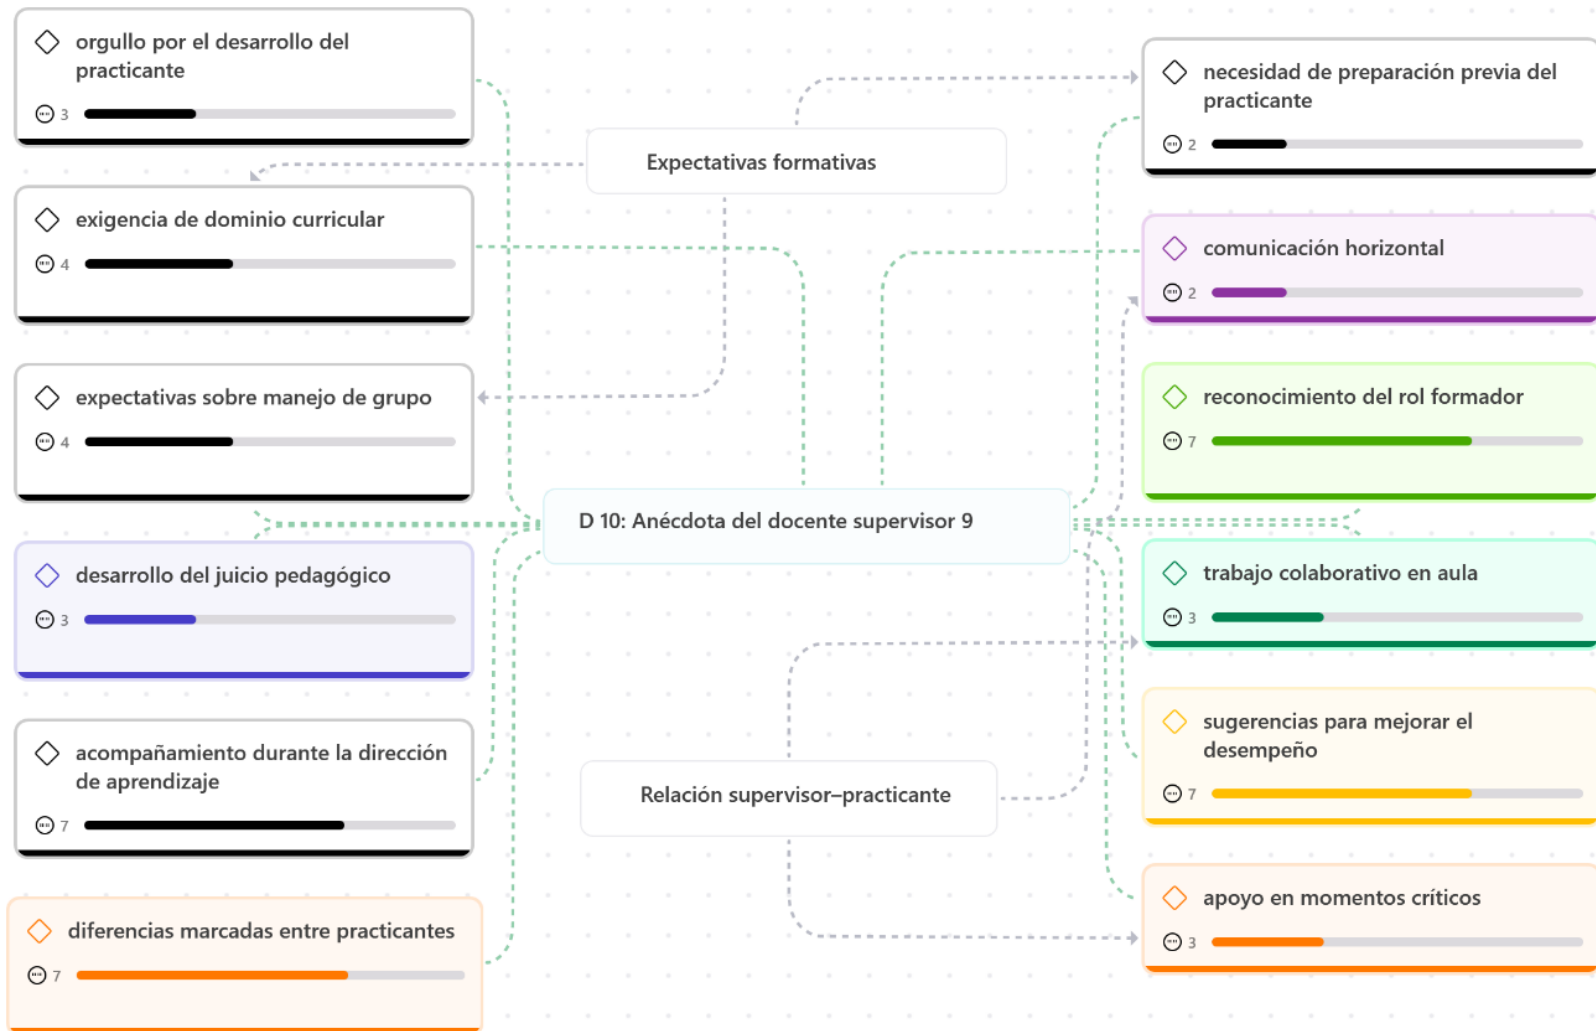 orgullo por el desarrollo del
practicante
3
exigencia de dominio curricular
4
expectativas sobre manejo de grupo
4
desarrollo del juicio pedagógico
3
acompañamiento durante la dirección
de aprendizaje
7
diferencias marcadas entre practicantes
7
Expectativas formativas
D 10: Anécdota del docente supervisor 9
Relación supervisor–practicante
necesidad de preparación previa del
practicante
2
comunicación horizontal
2
reconocimiento del rol formador
7
trabajo colaborativo en aula
3
sugerencias para mejorar el
desempeño
7
apoyo en momentos críticos
3